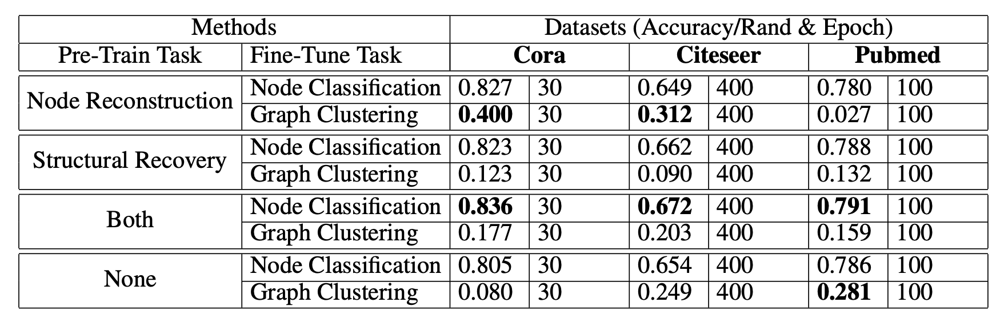 Methods Datasets (Accuracy/Rand & Epoch)
Pre-Train Task Fine-Tune Task Cora Citeseer Pubmed
Node Reconstruction
Node Classification 0.827 30 0.649 400 0.780 100
Graph Clustering 0.400 30 0.312 400 0.027 100
Structural Recovery
Node Classification 0.823 30 0.662 400 0.788 100
Graph Clustering 0.123 30 0.090 400 0.132 100
Both
Node Classification 0.836 30 0.672 400 0.791 100
Graph Clustering 0.177 30 0.203 400 0.159 100
None
Node Classification 0.805 30 0.654 400 0.786 100
Graph Clustering 0.080 30 0.249 400 0.281 100